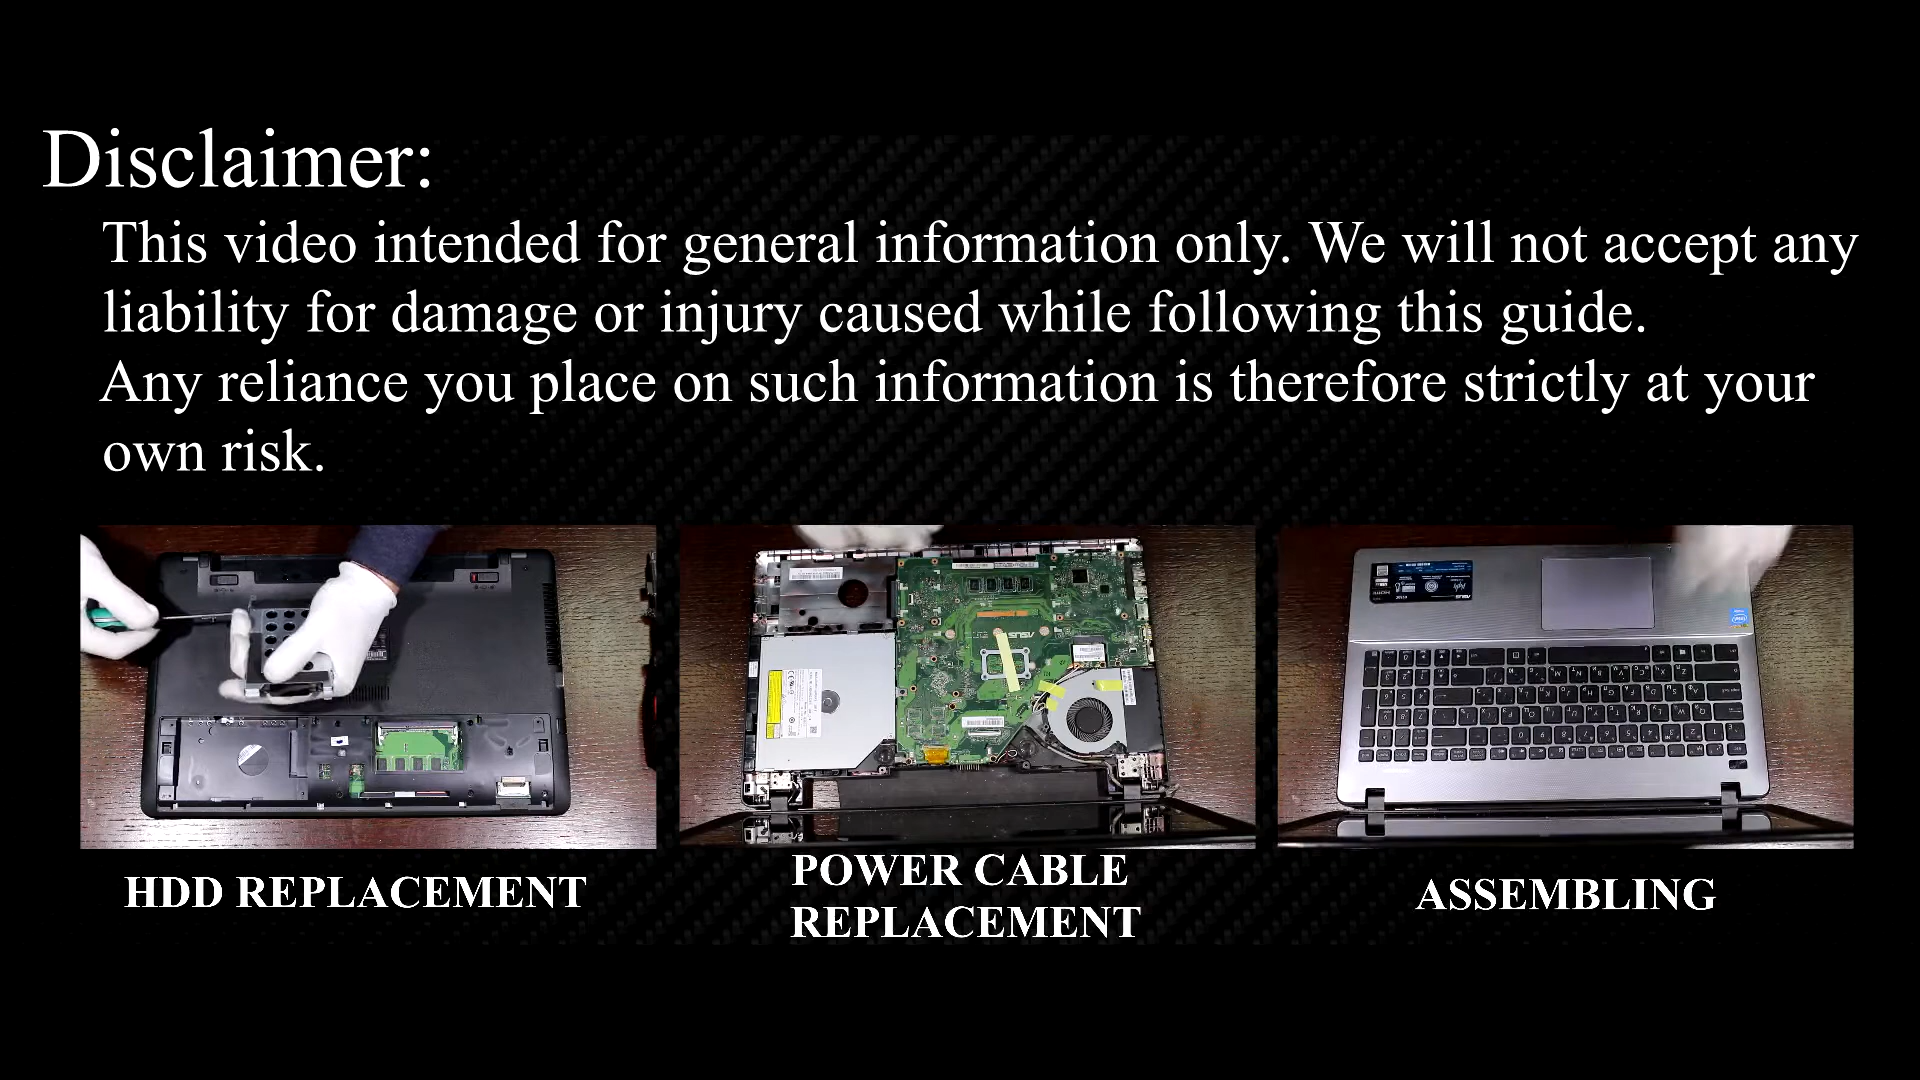 Disclaimer:
This video intended for general information only. We will not accept any
liability for damage or injury caused while following this guide.
Any reliance you place on such information is therefore strictly at your
own risk.
HDD REPLACEMENT
POWER CABLE
REPLACEMENT
ASSEMBLING